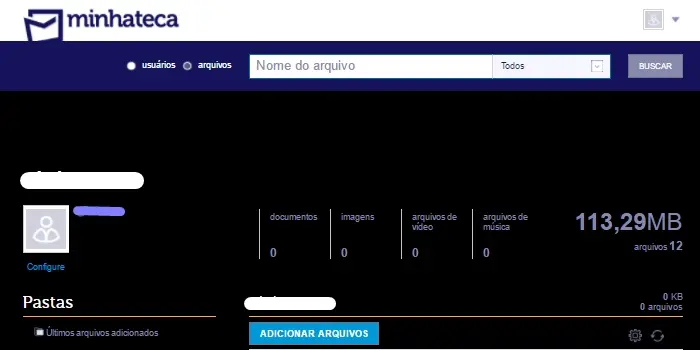 minhateca
usuários arquivos Nome do arquivo Todos BUSCAR
documentos imagens arquivos de vídeo arquivos de música 113,29MB
0 0 0 0 arquivos 12
Configure
Pastas 0 KB
0 arquivos
Últimos arquivos adicionados ADICIONAR ARQUIVOS